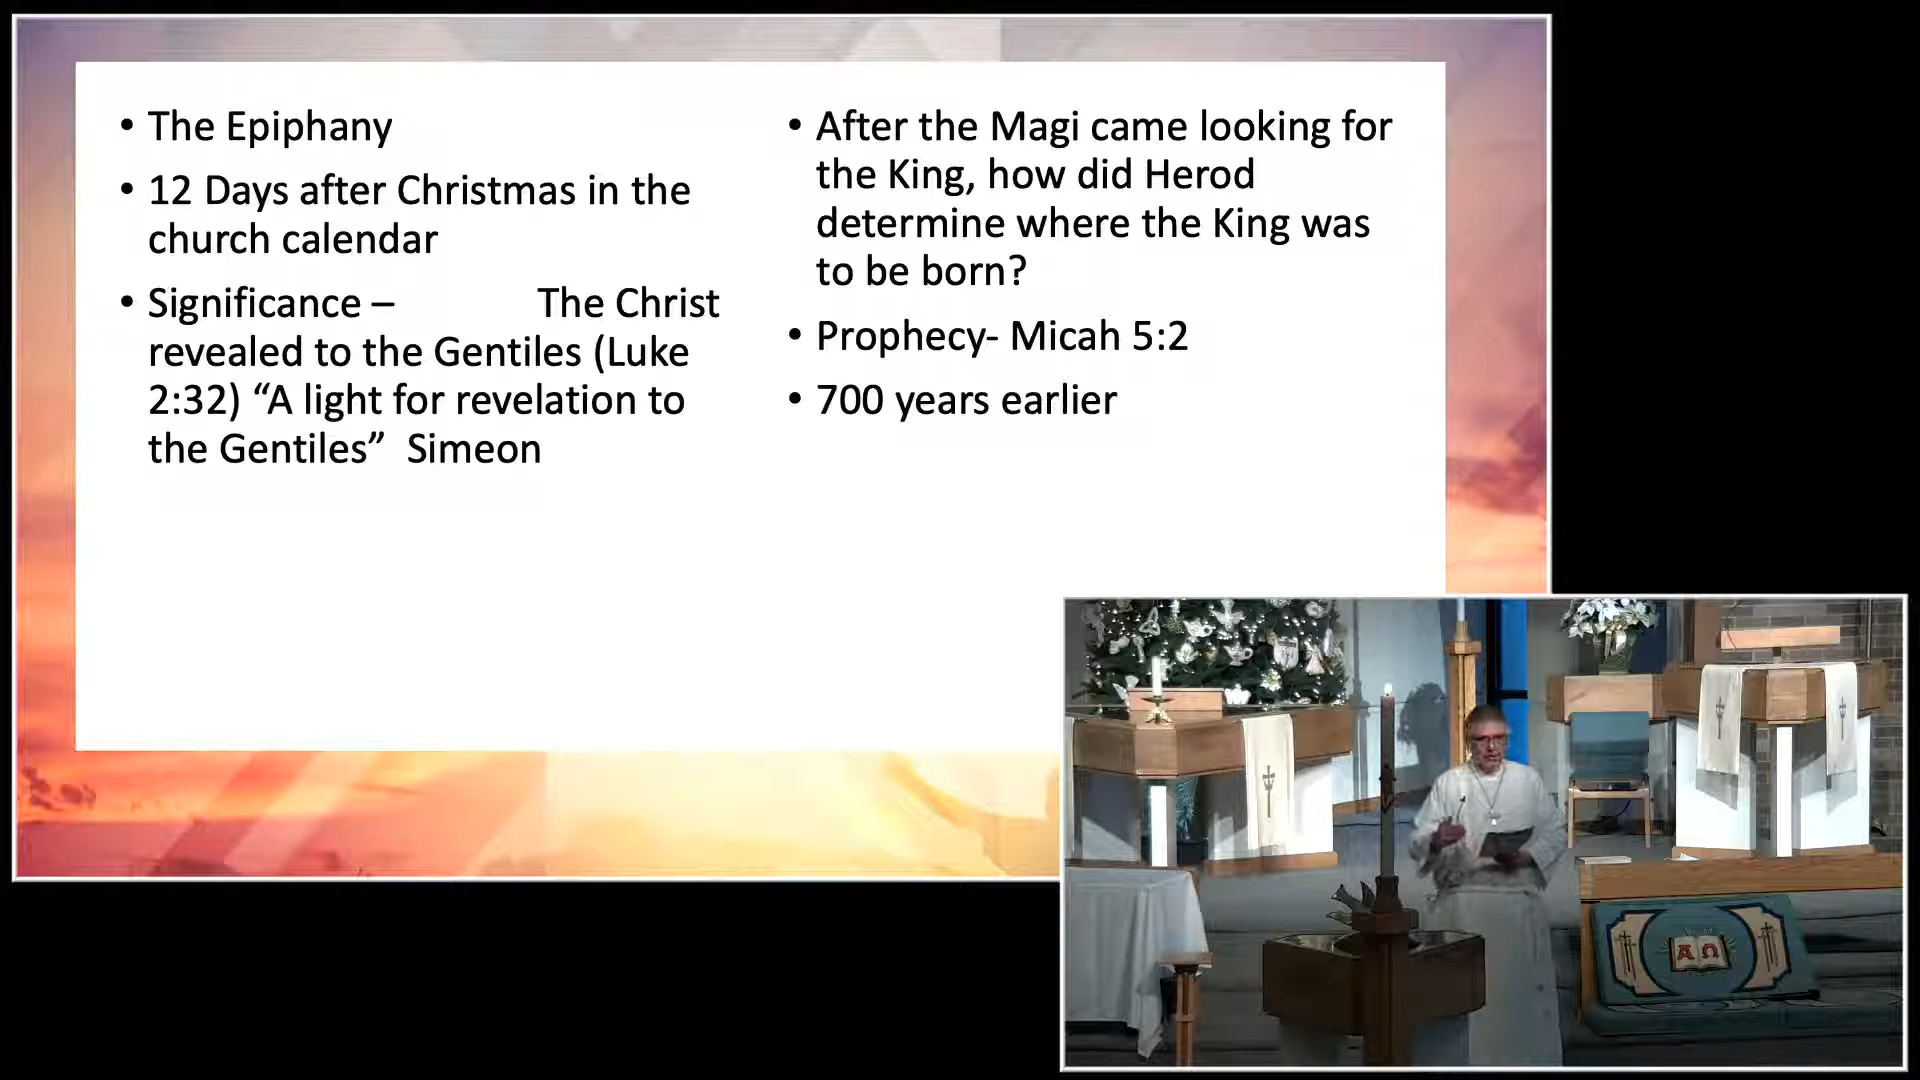 • The Epiphany
• 12 Days after Christmas in the
church calendar
• Significance – The Christ
revealed to the Gentiles (Luke
2:32) “A light for revelation to
the Gentiles” Simeon
• After the Magi came looking for
the King, how did Herod
determine where the King was
to be born?
• Prophecy- Micah 5:2
• 700 years earlier
Α Ω